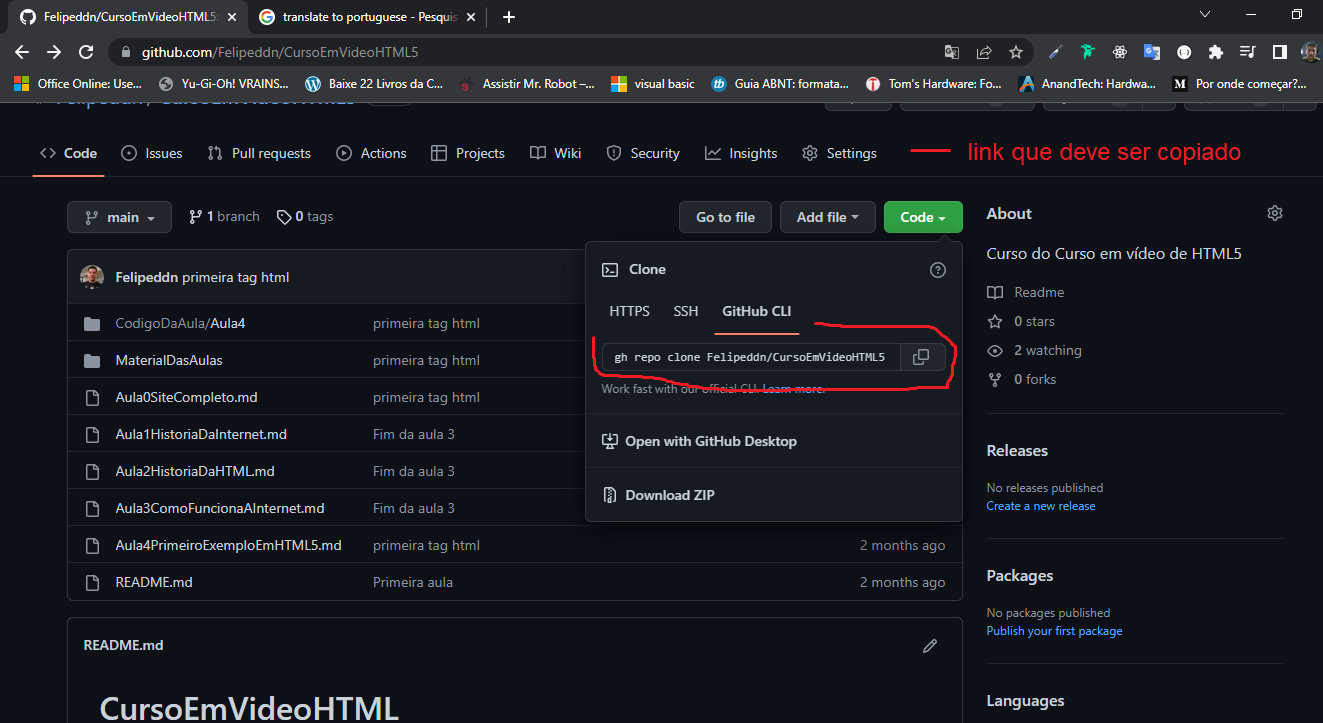 Felipeddn/CursoEmVideoHTML5:
translate to portuguese - Pesquis
github.com/Felipeddn/CursoEmVideoHTML5
Office Online: Use...
Yu-Gi-Oh! VRAINS...
Baixe 22 Livros da C...
Assistir Mr. Robot –...
visual basic
Guia ABNT: formata...
Tom's Hardware: Fo...
AnandTech: Hardwa...
Por onde começar?...
Felipeddn/ CursoEmVideoHTML5
Code
Issues
Pull requests
Actions
Projects
Wiki
Security
Insights
Settings
link que deve ser copiado
main
1 branch
0 tags
Go to file
Add file
Code
Felipeddn primeira tag html
CodigoDaAula/Aula4 primeira tag html
MaterialDasAulas primeira tag html
Aula0SiteCompleto.md primeira tag html
Aula1HistoriaDaInternet.md Fim da aula 3
Aula2HistoriaDaHTML.md Fim da aula 3
Aula3ComoFuncionaAInternet.md Fim da aula 3
Aula4PrimeiroExemploEmHTML5.md primeira tag html 2 months ago
README.md Primeira aula 2 months ago
Clone
HTTPS SSH GitHub CLI
gh repo clone Felipeddn/CursoEmVideoHTML5
Work fast with our official CLI. Learn more.
Open with GitHub Desktop
Download ZIP
About
Curso do Curso em vídeo de HTML5
Readme
0 stars
2 watching
0 forks
Releases
No releases published
Create a new release
Packages
No packages published
Publish your first package
Languages
README.md
CursoEmVideoHTML